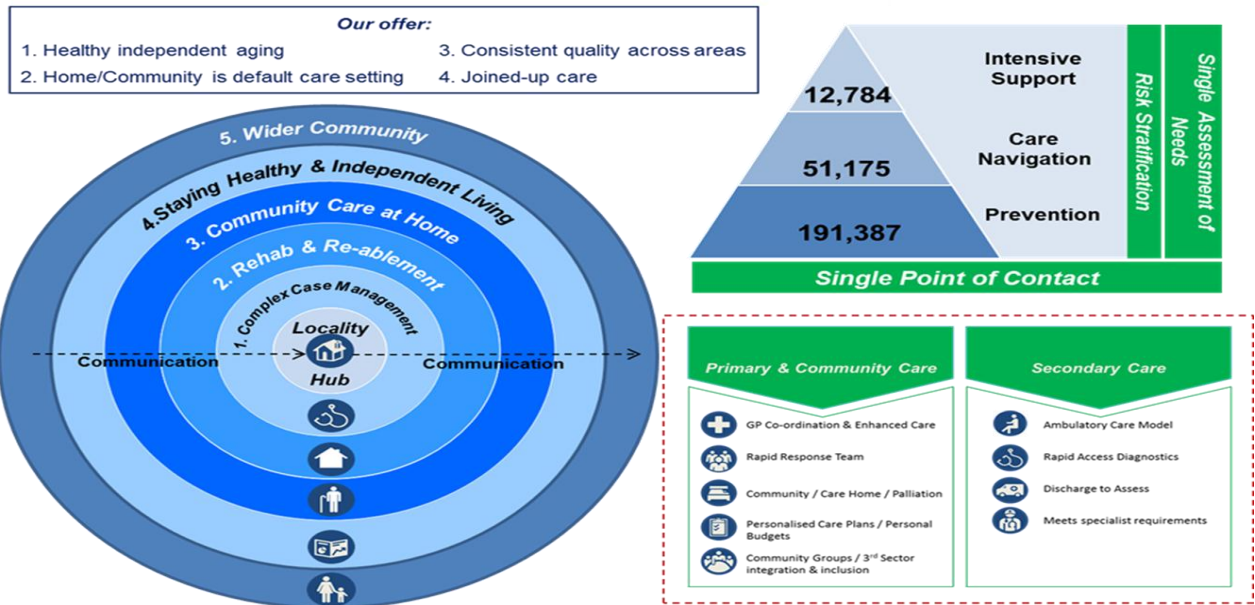 Our offer:
1. Healthy independent aging
3. Consistent quality across areas
2. Home/Community is default care setting
4. Joined-up care
5. Wider Community
4.Staying Healthy & Independent Living
3. Community Care at Home
2. Rehab & Re-ablement
1. Complex Case Management
Locality
Hub
Communication
Communication
12,784
Intensive
Support
51,175
Care
Navigation
191,387
Prevention
Risk Stratification
Single Assessment of
Needs
Single Point of Contact
Primary & Community Care
GP Co-ordination & Enhanced Care
Rapid Response Team
Community / Care Home / Palliation
Personalised Care Plans / Personal
Budgets
Community Groups / 3rd Sector
integration & inclusion
Secondary Care
Ambulatory Care Model
Rapid Access Diagnostics
Discharge to Assess
Meets specialist requirements